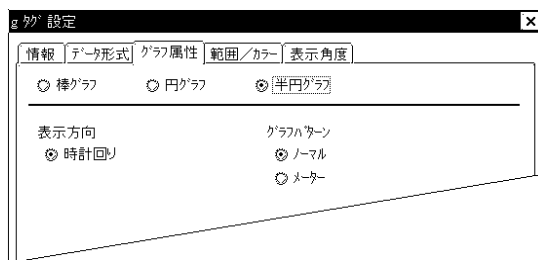 g ﾀｸﾞ 設定
情報 ﾃﾞｰﾀ形式 ｸﾞﾗﾌ属性 範囲／ｶﾗｰ 表示角度
棒ｸﾞﾗﾌ 円ｸﾞﾗﾌ 半円ｸﾞﾗﾌ
表示方向 ｸﾞﾗﾌﾊﾟﾀｰﾝ
時計回り ﾉｰﾏﾙ
ﾒｰﾀｰ